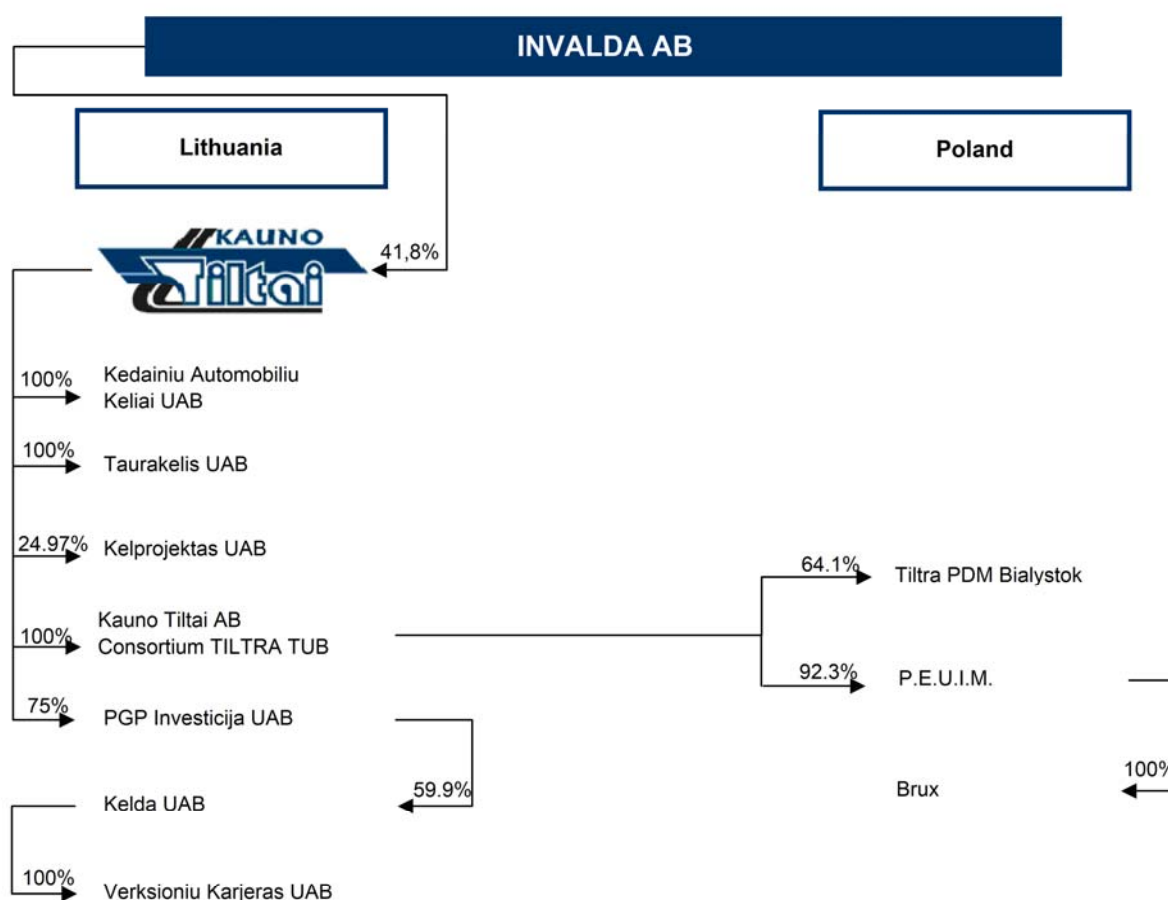 INVALDA AB
Lithuania
Poland
KAUNO
Tiltai
41,8%
100%
Kedainiu Automobiliu
Keliai UAB
100%
Taurakelis UAB
24.97%
Kelprojektas UAB
64.1%
Tiltra PDM Bialystok
100%
Kauno Tiltai AB
Consortium TILTRA TUB
92.3%
P.E.U.I.M.
75%
PGP Investicija UAB
59.9%
Kelda UAB
100%
Brux
100%
Verksioniu Karjeras UAB